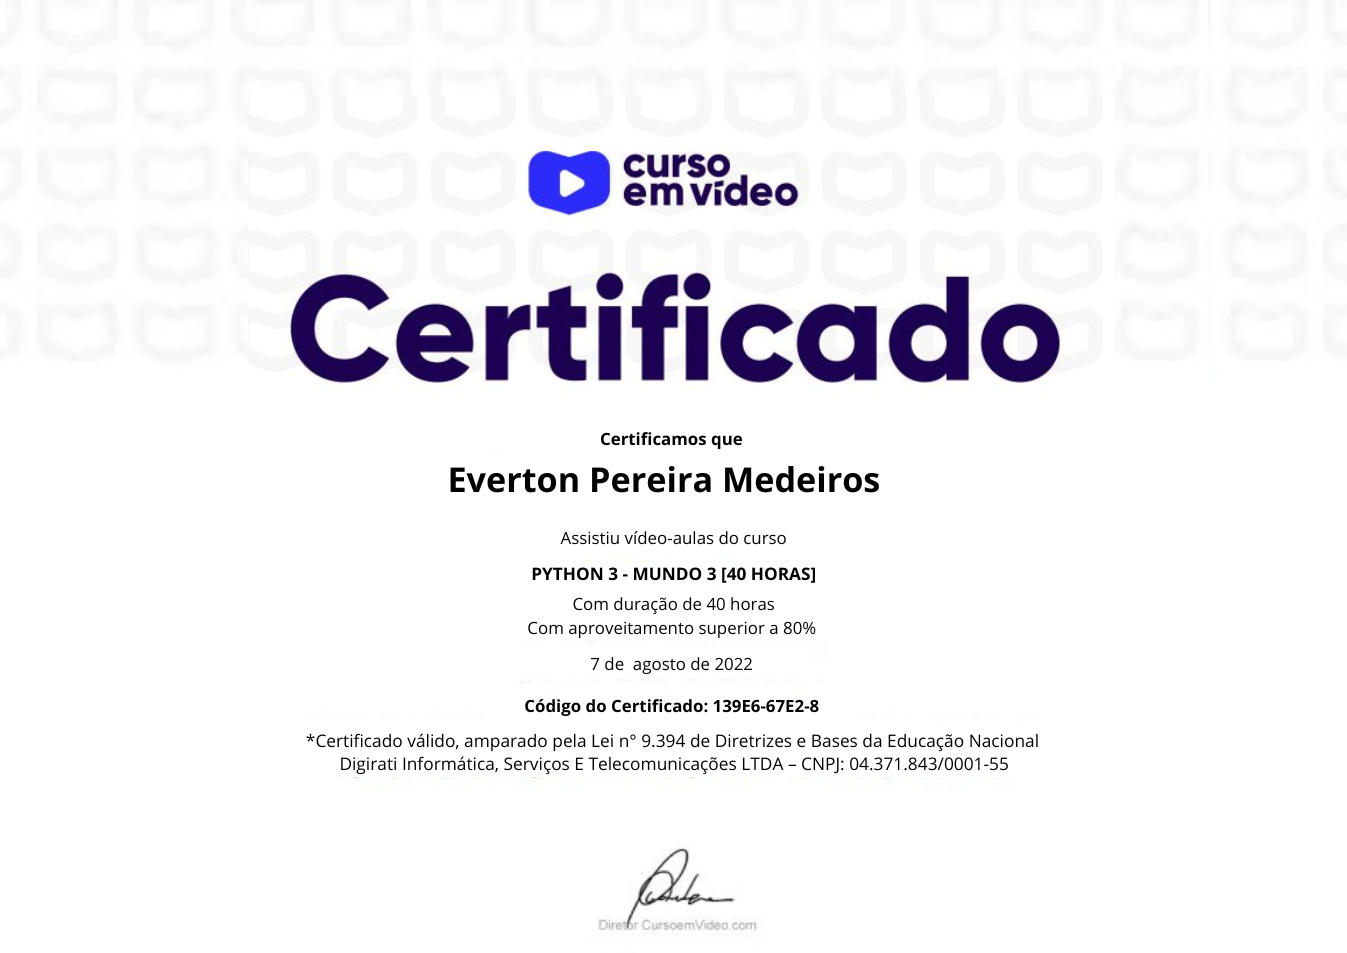 curso
em vídeo
Certificado
Certificamos que
Everton Pereira Medeiros
Assistiu vídeo-aulas do curso
PYTHON 3 - MUNDO 3 [40 HORAS]
Com duração de 40 horas
Com aproveitamento superior a 80%
7 de  agosto de 2022
Código do Certificado: 139E6-67E2-8
*Certificado válido, amparado pela Lei n° 9.394 de Diretrizes e Bases da Educação Nacional
Digirati Informática, Serviços E Telecomunicações LTDA – CNPJ: 04.371.843/0001-55
Diretor CursoemVideo.com